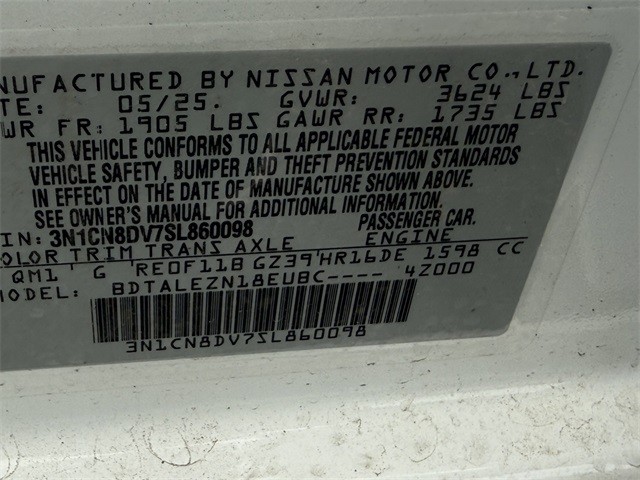 NUFACTURED BY NISSAN MOTOR CO., LTD.
TE: 05/25. GVWR: 3624 LBS
WR FR: 1905 LBS GAWR RR: 1735 LBS
THIS VEHICLE CONFORMS TO ALL APPLICABLE FEDERAL MOTOR
VEHICLE SAFETY, BUMPER AND THEFT PREVENTION STANDARDS
IN EFFECT ON THE DATE OF MANUFACTURE SHOWN ABOVE.
SEE OWNER'S MANUAL FOR ADDITIONAL INFORMATION.
IN: 3N1CN8DV7SL860098 PASSENGER CAR.
OLOR TRIM TRANS AXLE ENGINE
QM1 G RE0F11B GZ39 HR16DE 1598 CC
BDTALEZN18EUBC---- 4Z000
3N1CN8DV7SL860098